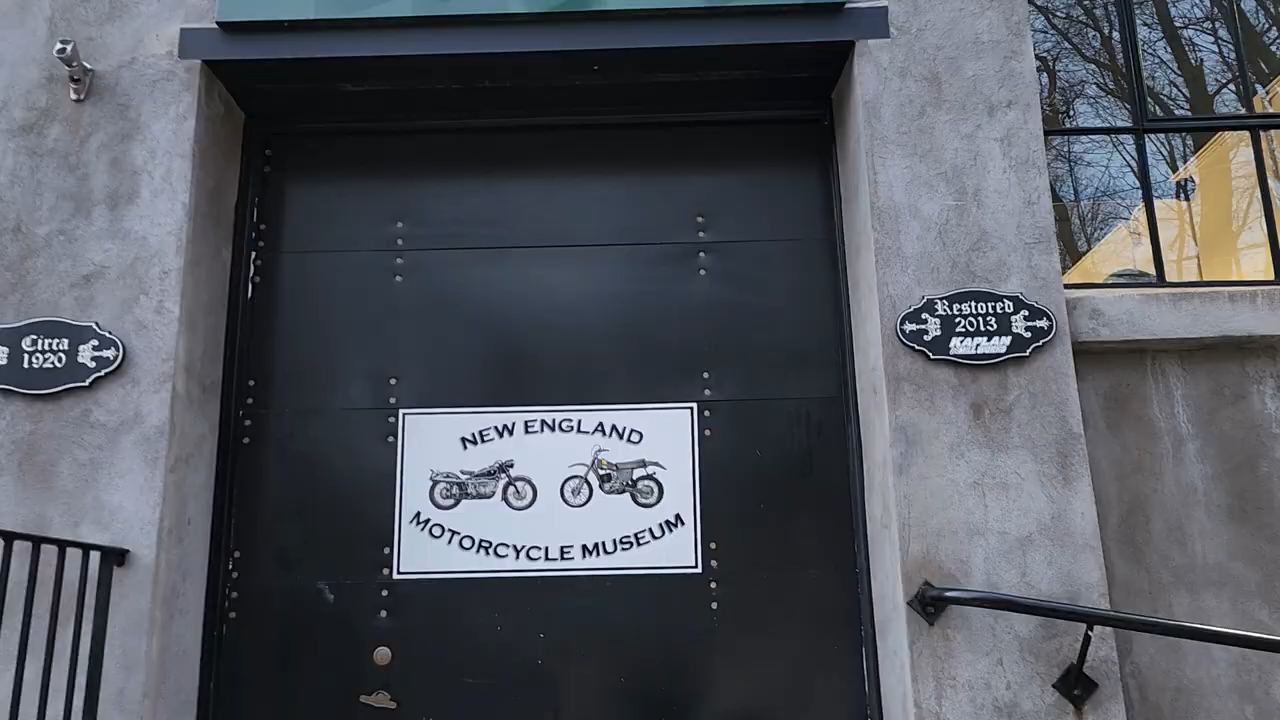 Circa
1920
Restored
2013
KAPLAN
NEW ENGLAND
MOTORCYCLE MUSEUM